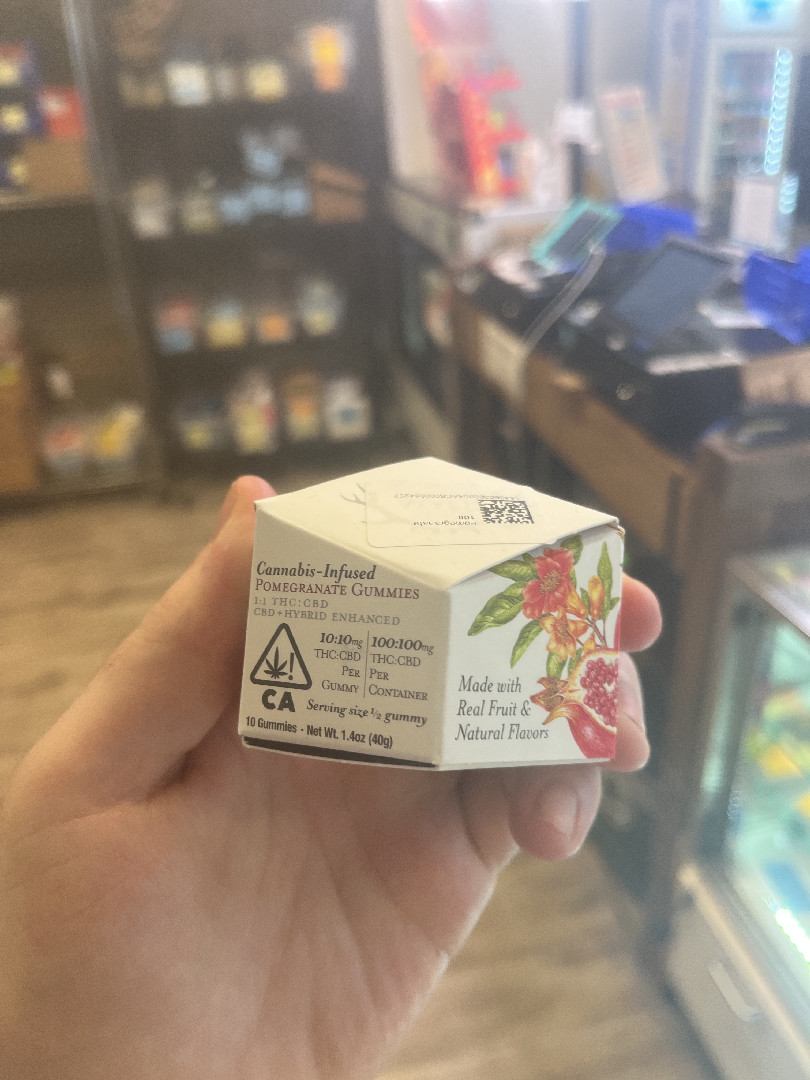 Cannabis-Infused
POMEGRANATE GUMMIES
1:1 THC:CBD
CBD+HYBRID ENHANCED
10:10mg
THC:CBD
PER
GUMMY
100:100mg
THC:CBD
PER
CONTAINER
CA
Serving size ½ gummy
10 Gummies · Net Wt. 1.4oz (40g)
Made with
Real Fruit &
Natural Flavors